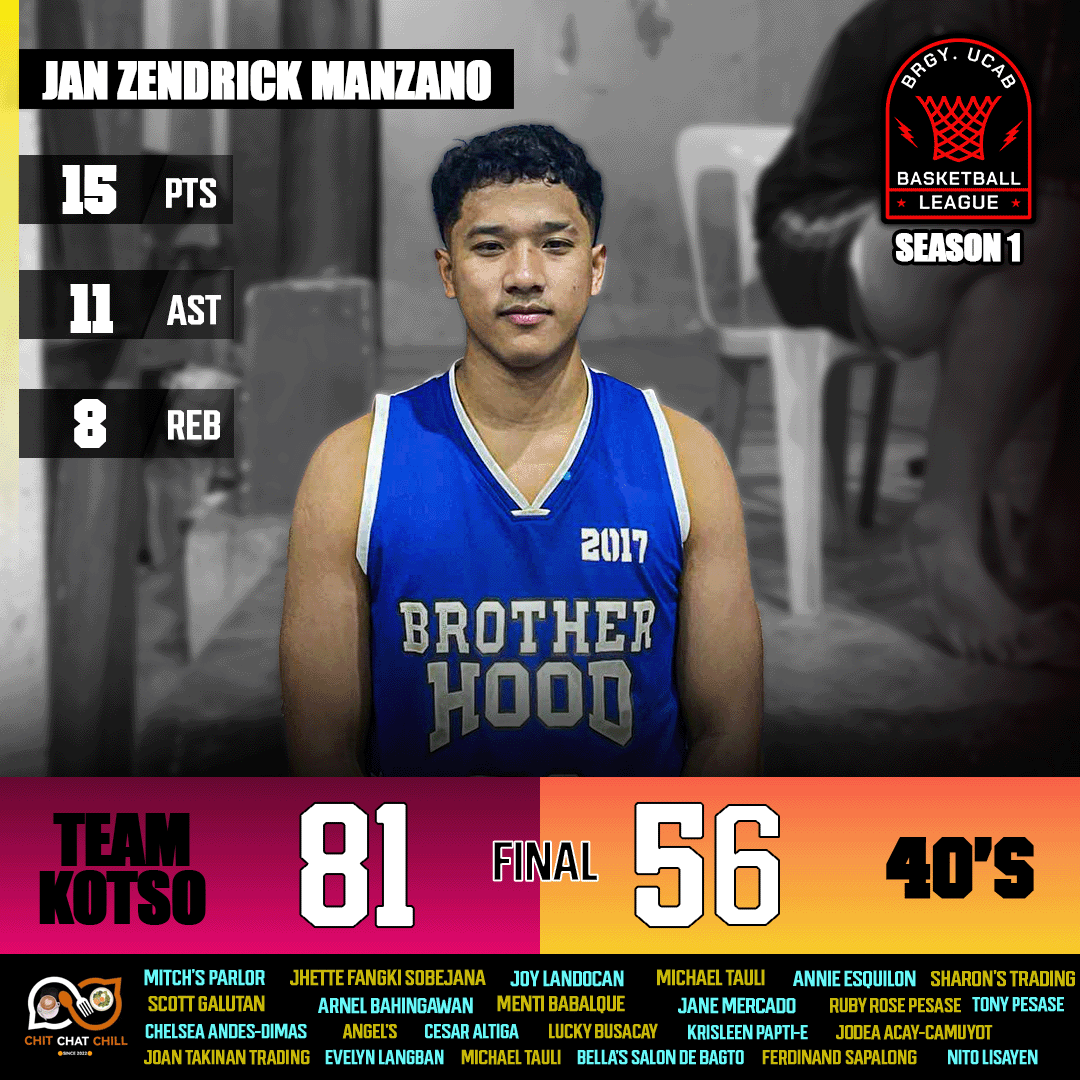 JAN ZENDRICK MANZANO
15 PTS
11 AST
8 REB
BRGY. UCAB
BASKETBALL
LEAGUE
SEASON 1
2017
BROTHER
HOOD
TEAM
KOTSO
81
FINAL
56
40'S
CHIT CHAT CHILL
SINCE 2022
MITCH'S PARLOR JHETTE FANGKI SOBEJANA JOY LANDOCAN MICHAEL TAULI ANNIE ESQUILON SHARON'S TRADING
SCOTT GALUTAN ARNEL BAHINGAWAN MENTI BABALQUE JANE MERCADO RUBY ROSE PESASE TONY PESASE
CHELSEA ANDES-DIMAS ANGEL'S CESAR ALTIGA LUCKY BUSACAY KRISLEEN PAPTI-E JODEA ACAY-CAMUYOT
JOAN TAKINAN TRADING EVELYN LANGBAN MICHAEL TAULI BELLA'S SALON DE BAGTO FERDINAND SAPALONG NITO LISAYEN